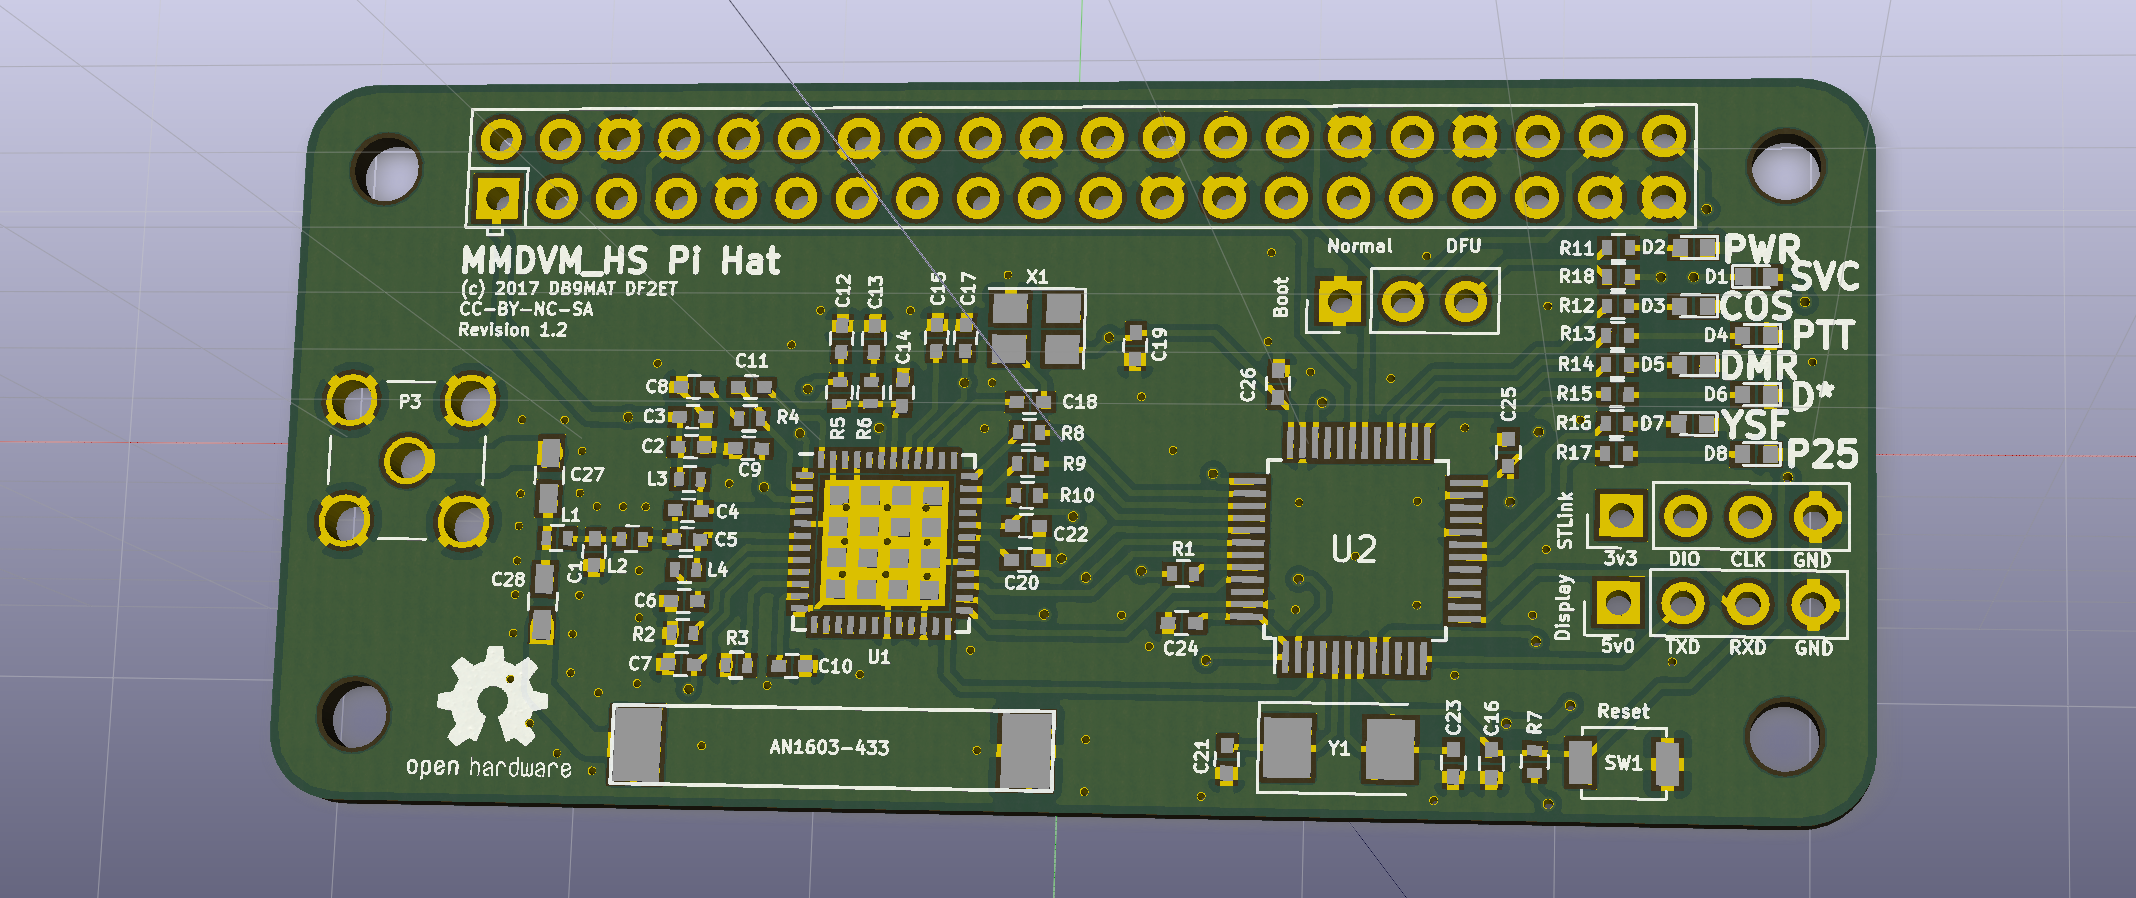 MMDVM_HS Pi Hat
(c) 2017 DB9MAT DF2ET
CC-BY-NC-SA
Revision 1.2
Normal DFU
Boot
R11 D2 PWR
R18 D1 SVC
R12 D3 COS
R13 D4 PTT
R14 D5 DMR
R15 D6 D*
R16 D7 YSF
R17 D8 P25
C12
C13
C15
C17
X1
C14
C19
C26
C25
P3
C8
C11
C3
R4
C2
C9
R5
R6
C18
R8
R9
R10
C22
C20
C27
L3
C4
L1
C5
C28
C1
L2
L4
C6
R2
R3
C7
C10
U1
U2
R1
C24
STLink
3v3 DIO CLK GND
Display
5v0 TXD RXD GND
open hardware
AN1603-433
C21
Y1
C23
C16
R7
Reset
SW1